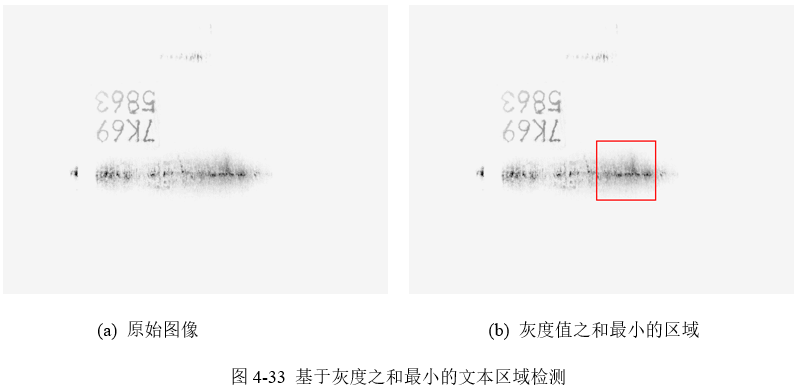 5863
7K69
5863
7K69
(a) 原始图像
(b) 灰度值之和最小的区域
图 4-33 基于灰度之和最小的文本区域检测